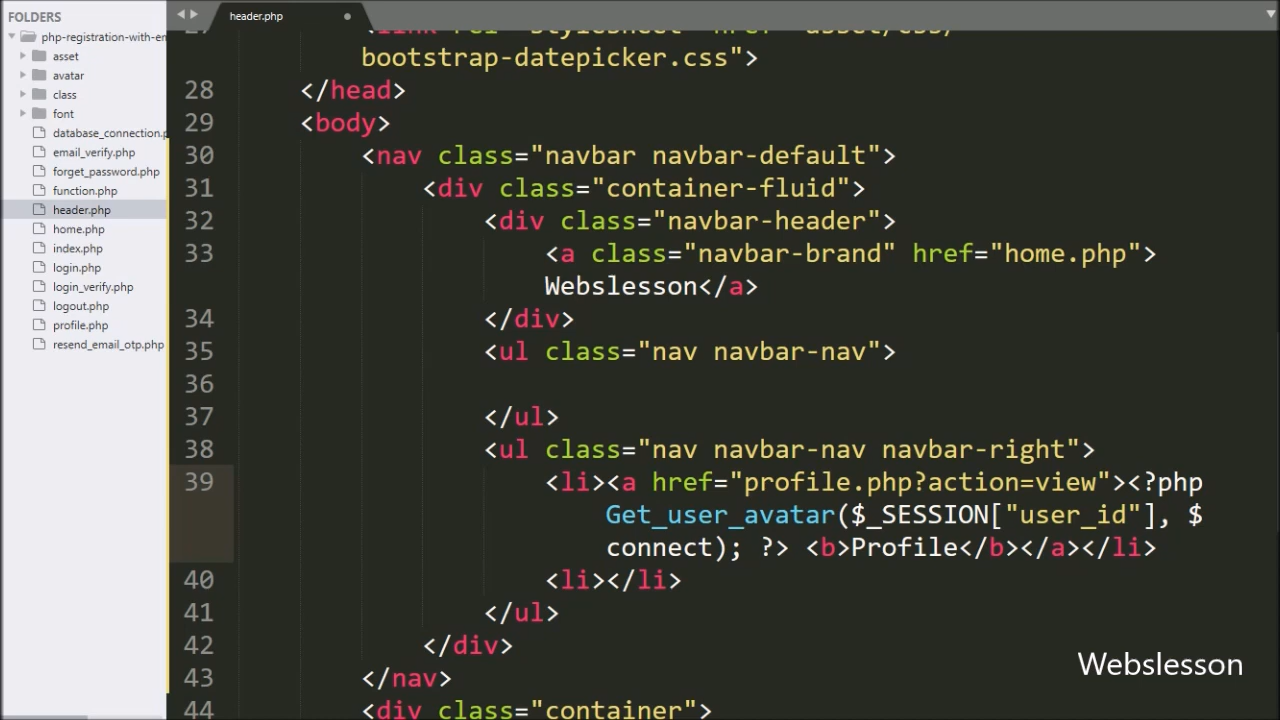 FOLDERS
php-registration-with-em
asset
avatar
class
font
database_connection.p
email_verify.php
forget_password.php
function.php
header.php
home.php
index.php
login.php
login_verify.php
logout.php
profile.php
resend_email_otp.php
header.php
bootstrap-datepicker.css">
28 </head>
29 <body>
30 <nav class="navbar navbar-default">
31 <div class="container-fluid">
32 <div class="navbar-header">
33 <a class="navbar-brand" href="home.php">
Webslesson</a>
34 </div>
35 <ul class="nav navbar-nav">
36
37 </ul>
38 <ul class="nav navbar-nav navbar-right">
39 <li><a href="profile.php?action=view"><?php
Get_user_avatar($_SESSION["user_id"], $
connect); ?> <b>Profile</b></a></li>
40 <li></li>
41 </ul>
42 </div>
43 </nav>
44 <div class="container">
Webslesson